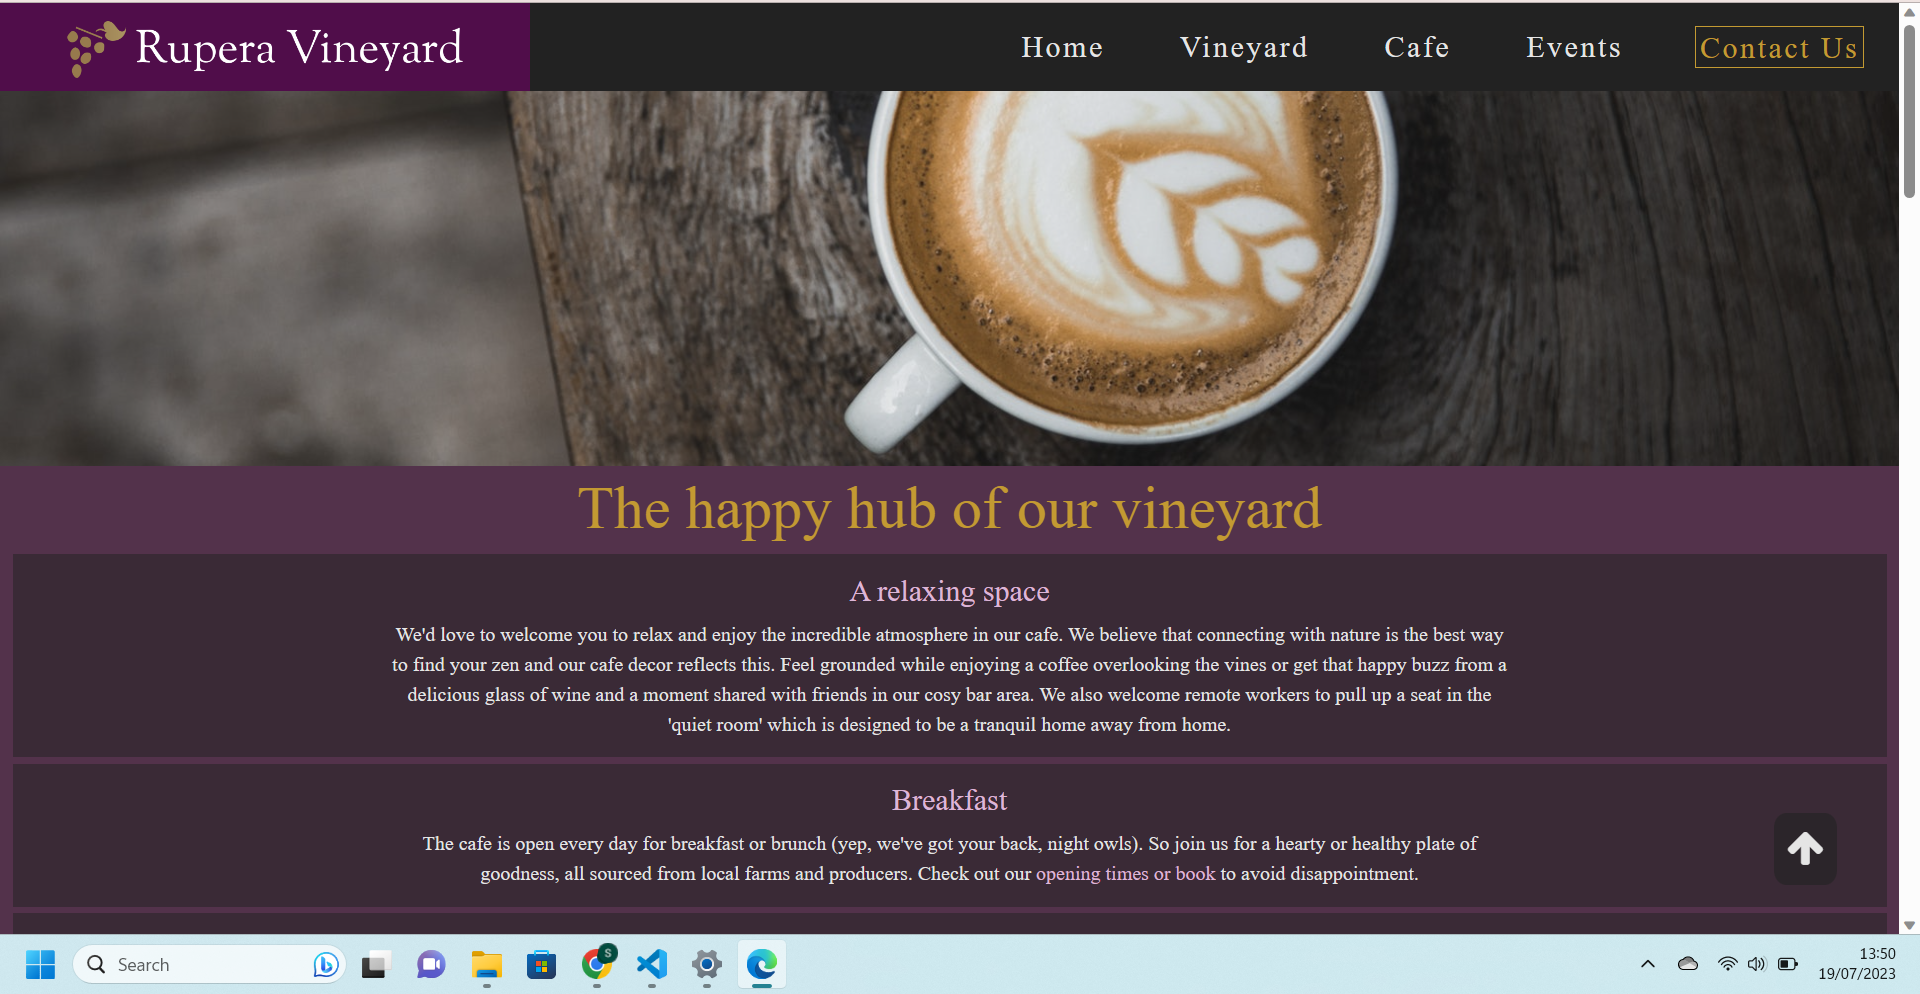 Rupera Vineyard
Home Vineyard Cafe Events Contact Us
The happy hub of our vineyard
A relaxing space
We'd love to welcome you to relax and enjoy the incredible atmosphere in our cafe. We believe that connecting with nature is the best way
to find your zen and our cafe decor reflects this. Feel grounded while enjoying a coffee overlooking the vines or get that happy buzz from a
delicious glass of wine and a moment shared with friends in our cosy bar area. We also welcome remote workers to pull up a seat in the
'quiet room' which is designed to be a tranquil home away from home.
Breakfast
The cafe is open every day for breakfast or brunch (yep, we've got your back, night owls). So join us for a hearty or healthy plate of
goodness, all sourced from local farms and producers. Check out our opening times or book to avoid disappointment.
Search
S
13:50
19/07/2023